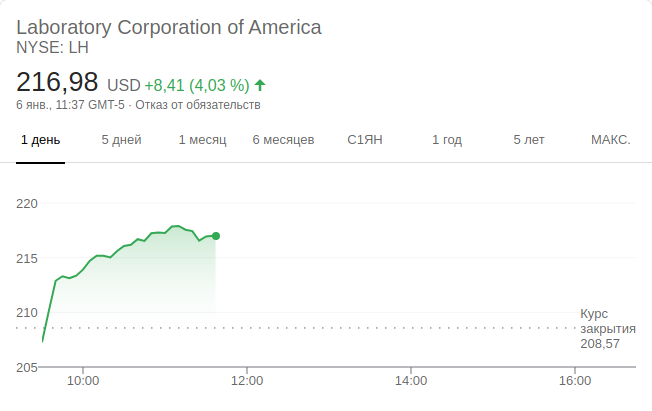 Laboratory Corporation of America
NYSE: LH
216,98 USD +8,41 (4,03 %)
6 янв., 11:37 GMT-5 · Отказ от обязательств
1 день 5 дней 1 месяц 6 месяцев С1ЯН 1 год 5 лет МАКС.
220
215
210
Курс
закрытия
208,57
205
10:00 12:00 14:00 16:00